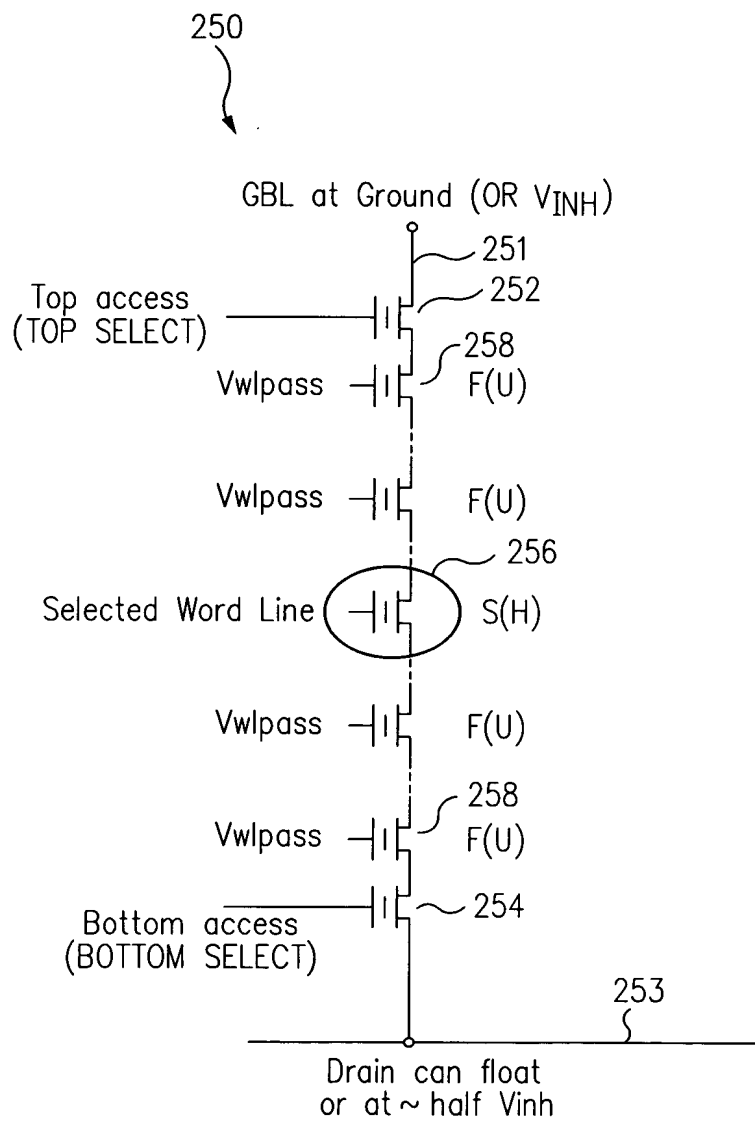 250
GBL at Ground (OR VINH)
251
252
Top access
(TOP SELECT)
258
Vwlpass
F(U)
Vwlpass
F(U)
256
Selected Word Line
S(H)
Vwlpass
F(U)
258
Vwlpass
F(U)
254
Bottom access
(BOTTOM SELECT)
253
Drain can float
or at ~ half Vinh